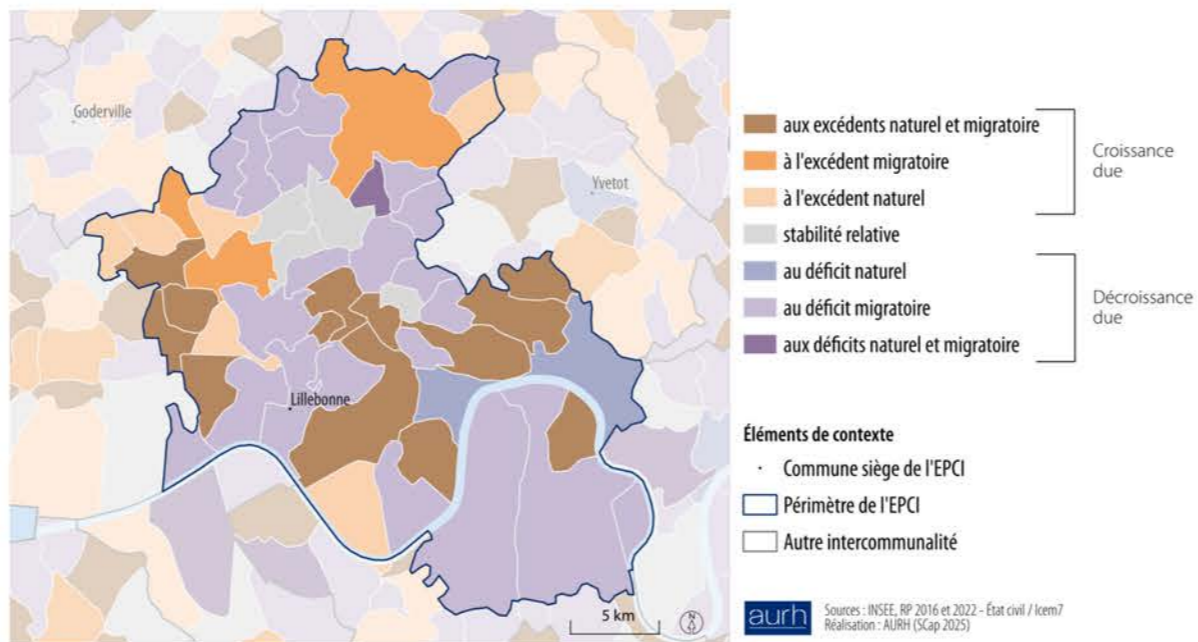 Goderville
Yvetot
Lillebonne
5 km
N
aux excédents naturel et migratoire
à l'excédent migratoire
à l'excédent naturel
Croissance
due
stabilité relative
au déficit naturel
au déficit migratoire
aux déficits naturel et migratoire
Décroissance
due
Éléments de contexte
Commune siège de l'EPCI
Périmètre de l'EPCI
Autre intercommunalité
aurh
Sources : INSEE, RP 2016 et 2022 - État civil / Icem7
Réalisation : AURH (SCap 2025)